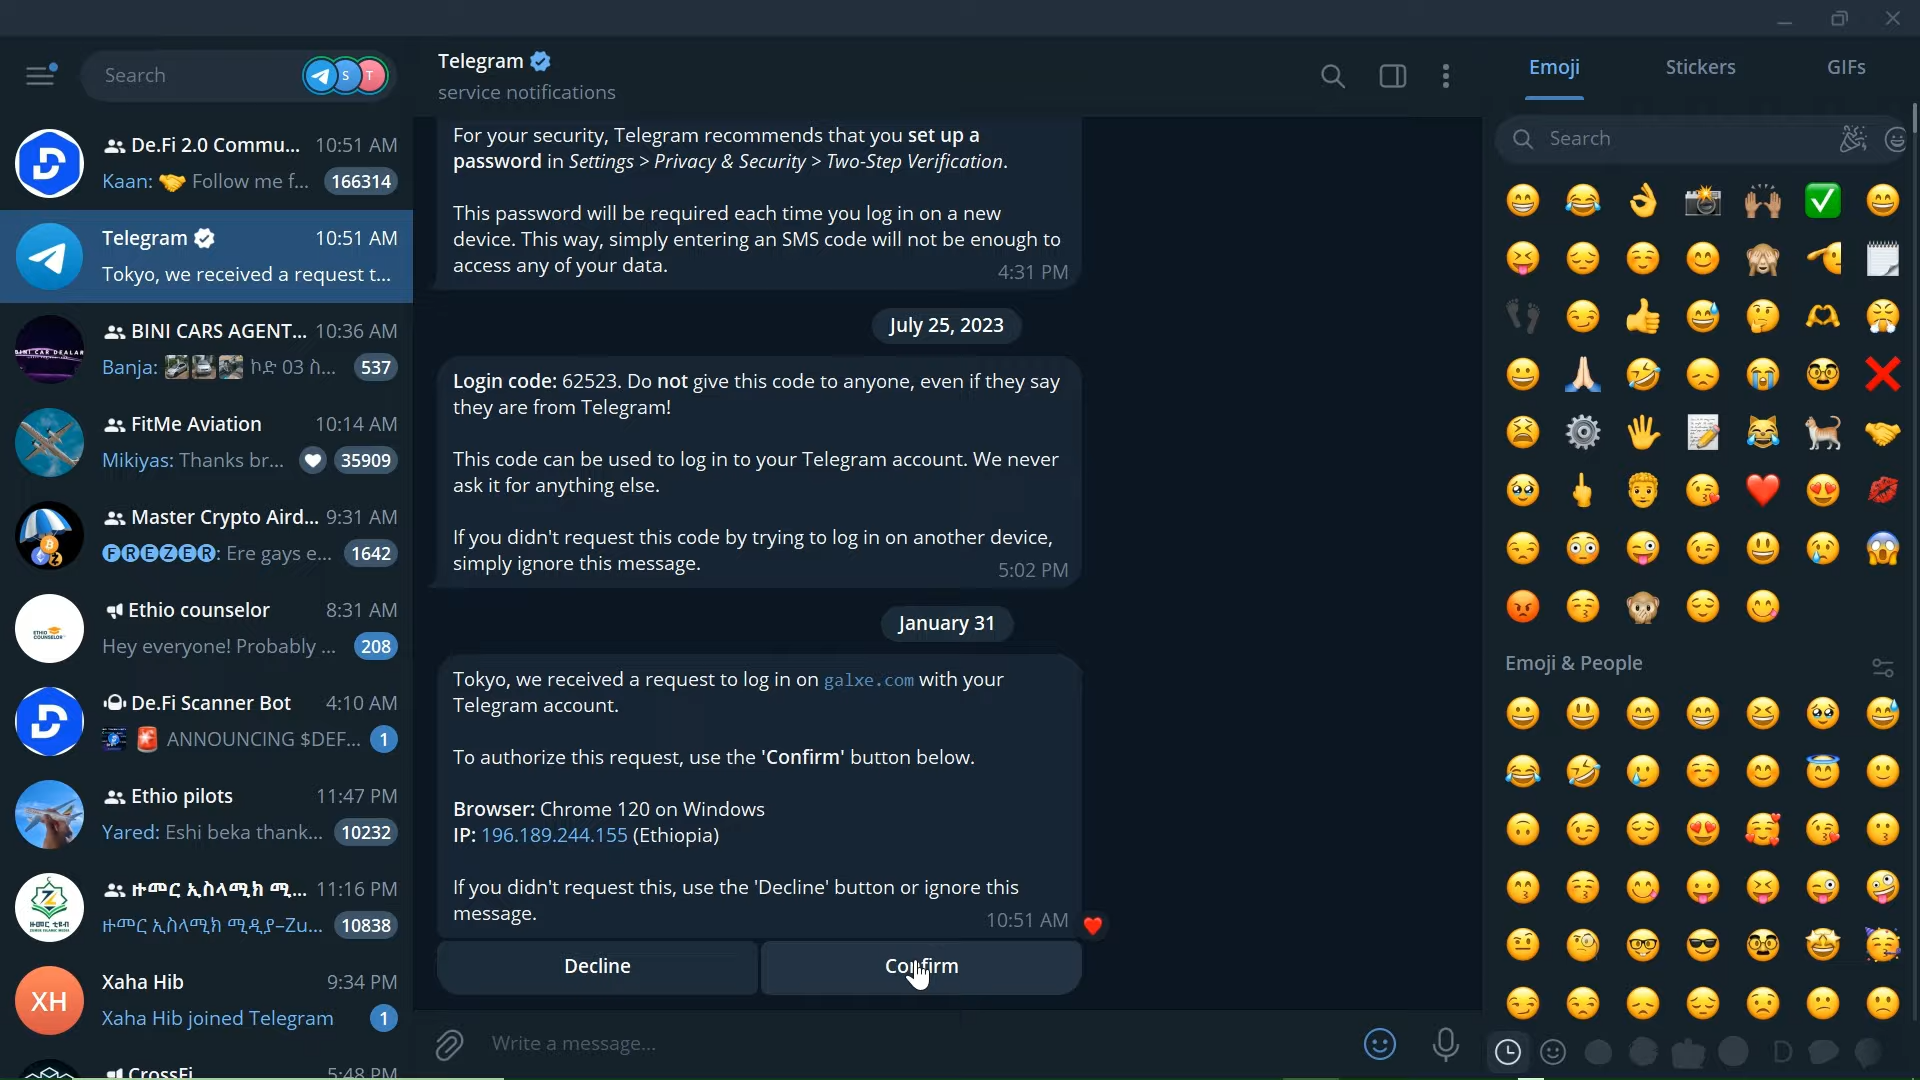 Search
S
T
De.Fi 2.0 Commu... 10:51 AM
Kaan: 🤝 Follow me f... 166314
Telegram 10:51 AM
Tokyo, we received a request t...
BINI CARS AGENT... 10:36 AM
Banja: ኮድ 03 ሱ... 537
FitMe Aviation 10:14 AM
Mikiyas: Thanks br... 35909
Master Crypto Aird... 9:31 AM
🅕🅡🅔🅩🅔🅡: Ere gays e... 1642
ETHIO COUNSELOR
Ethio counselor 8:31 AM
Hey everyone! Probably ... 208
De.Fi Scanner Bot 4:10 AM
🚨 ANNOUNCING $DEF... 1
Ethio pilots 11:47 PM
Yared: Eshi beka thank... 10232
ዙመር ኢስላሚክ ሚ... 11:16 PM
ዙመር ኢስላሚክ ሚዲያ–Zu... 10838
XH
Xaha Hib 9:34 PM
Xaha Hib joined Telegram 1
CrossFi 5:48 PM
Telegram
service notifications
For your security, Telegram recommends that you set up a
password in Settings > Privacy & Security > Two-Step Verification.
This password will be required each time you log in on a new
device. This way, simply entering an SMS code will not be enough to
access any of your data. 4:31 PM
July 25, 2023
Login code: 62523. Do not give this code to anyone, even if they say
they are from Telegram!
This code can be used to log in to your Telegram account. We never
ask it for anything else.
If you didn't request this code by trying to log in on another device,
simply ignore this message. 5:02 PM
January 31
Tokyo, we received a request to log in on galxe.com with your
Telegram account.
To authorize this request, use the 'Confirm' button below.
Browser: Chrome 120 on Windows
IP: 196.189.244.155 (Ethiopia)
If you didn't request this, use the 'Decline' button or ignore this
message. 10:51 AM
Decline
Confirm
Write a message...
Emoji Stickers GIFs
Search
Emoji & People